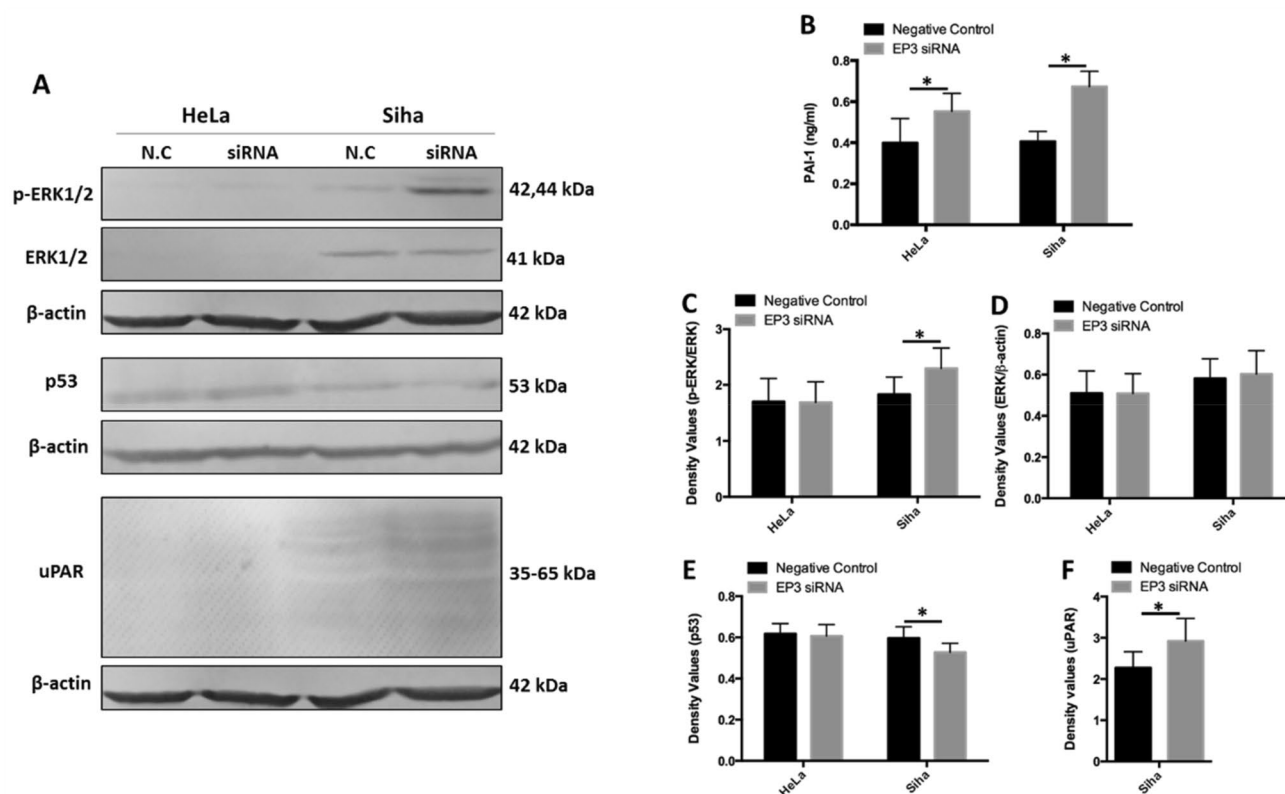 A
HeLa Siha
N.C siRNA N.C siRNA
p-ERK1/2 42,44 kDa
ERK1/2 41 kDa
β-actin 42 kDa
p53 53 kDa
β-actin 42 kDa
uPAR 35-65 kDa
β-actin 42 kDa
B
Negative Control
EP3 siRNA
PAI-1 (ng/ml)
0.8
0.6
0.4
0.2
0.0
* *
HeLa Siha
C
Negative Control
EP3 siRNA
Density Values (p-ERK/ERK)
3
2
1
0
*
HeLa Siha
D
Negative Control
EP3 siRNA
Density Values (ERK/β-actin)
0.8
0.6
0.4
0.2
0.0
HeLa Siha
E
Negative Control
EP3 siRNA
Density Values (p53)
0.8
0.6
0.4
0.2
0.0
*
HeLa Siha
F
Negative Control
EP3 siRNA
Density values (uPAR)
4
3
2
1
0
*
Siha